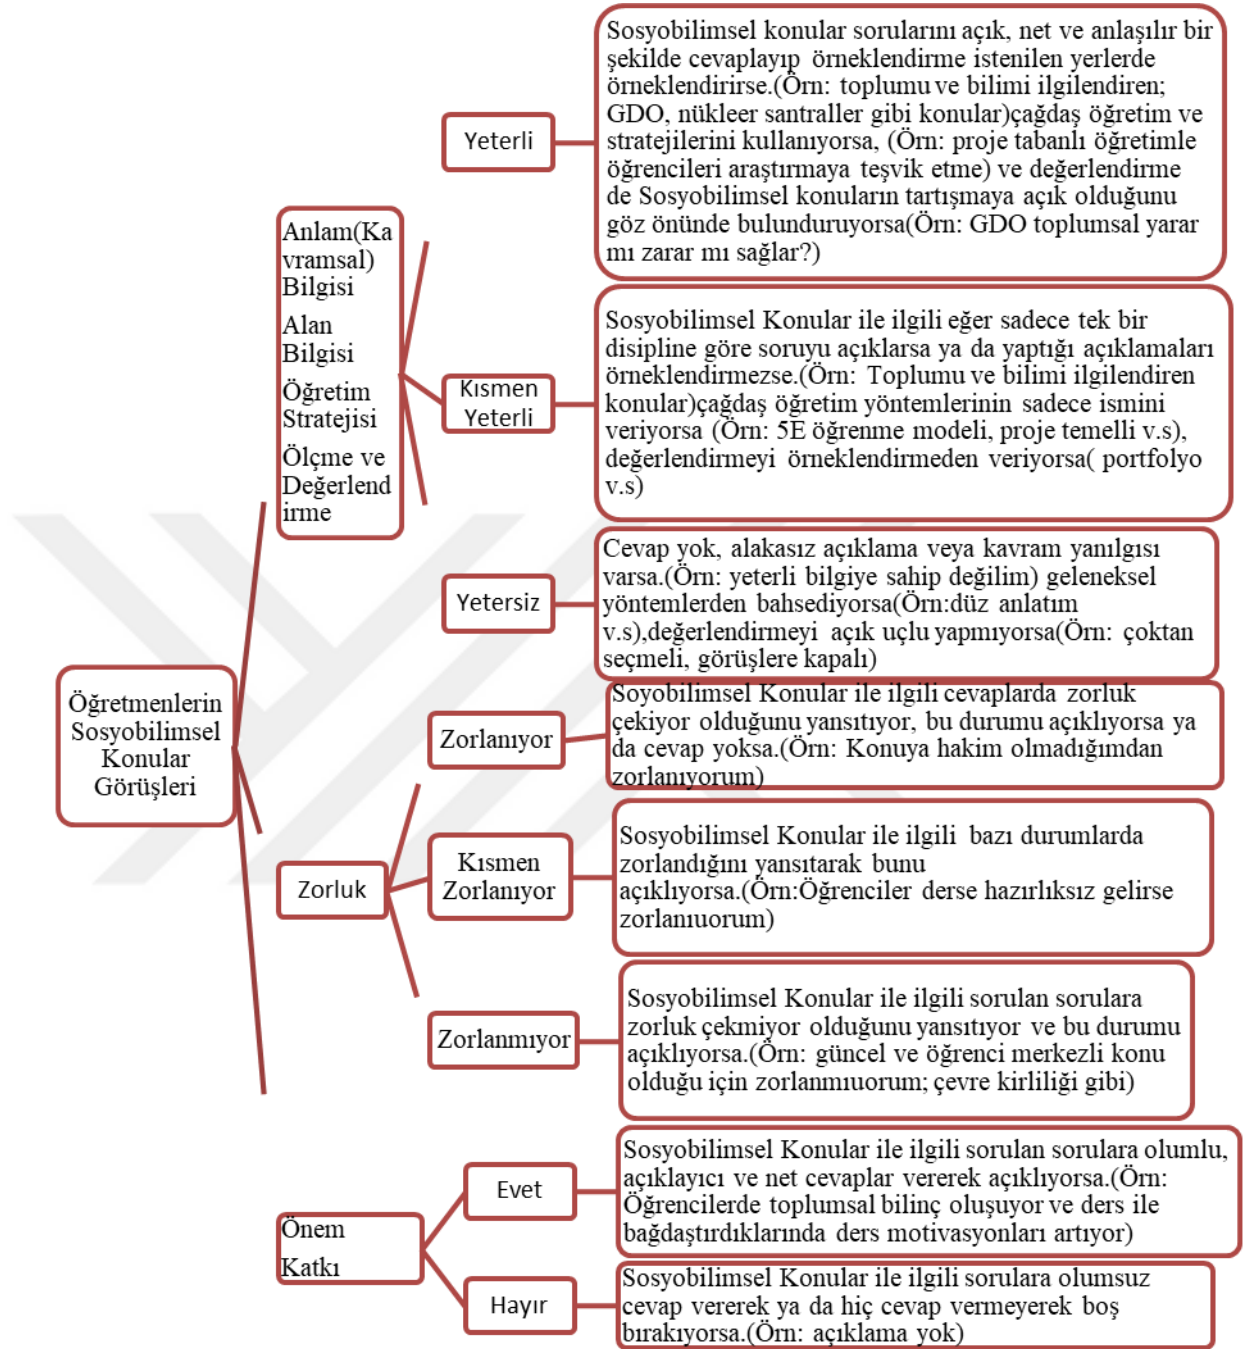 Öğretmenlerin
Sosyobilimsel
Konular
Görüşleri
Anlam(Ka
vramsal)
Bilgisi
Alan
Bilgisi
Öğretim
Stratejisi
Ölçme ve
Değerlend
irme
Yeterli
Sosyobilimsel konular sorularını açık, net ve anlaşılır bir
şekilde cevaplayıp örneklendirme istenilen yerlerde
örneklendirirse.(Örn: toplumu ve bilimi ilgilendiren;
GDO, nükleer santraller gibi konular)çağdaş öğretim ve
stratejilerini kullanıyorsa, (Örn: proje tabanlı öğretimle
öğrencileri araştırmaya teşvik etme) ve değerlendirme
de Sosyobilimsel konuların tartışmaya açık olduğunu
göz önünde bulunduruyorsa(Örn: GDO toplumsal yarar
mı zarar mı sağlar?)
Kısmen
Yeterli
Sosyobilimsel Konular ile ilgili eğer sadece tek bir
disipline göre soruyu açıklarsa ya da yaptığı açıklamaları
örneklendirmezse.(Örn: Toplumu ve bilimi ilgilendiren
konular)çağdaş öğretim yöntemlerinin sadece ismini
veriyorsa (Örn: 5E öğrenme modeli, proje temelli v.s),
değerlendirmeyi örneklendirmeden veriyorsa( portfolyo
v.s)
Yetersiz
Cevap yok, alakasız açıklama veya kavram yanılgısı
varsa.(Örn: yeterli bilgiye sahip değilim) geleneksel
yöntemlerden bahsediyorsa(Örn:düz anlatım
v.s),değerlendirmeyi açık uçlu yapmıyorsa(Örn: çoktan
seçmeli, görüşlere kapalı)
Zorluk
Zorlanıyor
Soyobilimsel Konular ile ilgili cevaplarda zorluk
çekiyor olduğunu yansıtıyor, bu durumu açıklıyorsa ya
da cevap yoksa.(Örn: Konuya hakim olmadığımdan
zorlanıyorum)
Kısmen
Zorlanıyor
Sosyobilimsel Konular ile ilgili bazı durumlarda
zorlandığını yansıtarak bunu
açıklıyorsa.(Örn:Öğrenciler derse hazırlıksız gelirse
zorlanıuorum)
Zorlanmıyor
Sosyobilimsel Konular ile ilgili sorulan sorulara
zorluk çekmiyor olduğunu yansıtıyor ve bu durumu
açıklıyorsa.(Örn: güncel ve öğrenci merkezli konu
olduğu için zorlanmıuorum; çevre kirliliği gibi)
Önem
Katkı
Evet
Sosyobilimsel Konular ile ilgili sorulan sorulara olumlu,
açıklayıcı ve net cevaplar vererek açıklıyorsa.(Örn:
Öğrencilerde toplumsal bilinç oluşuyor ve ders ile
bağdaştırdıklarında ders motivasyonları artıyor)
Hayır
Sosyobilimsel Konular ile ilgili sorulara olumsuz
cevap vererek ya da hiç cevap vermeyerek boş
bırakıyorsa.(Örn: açıklama yok)